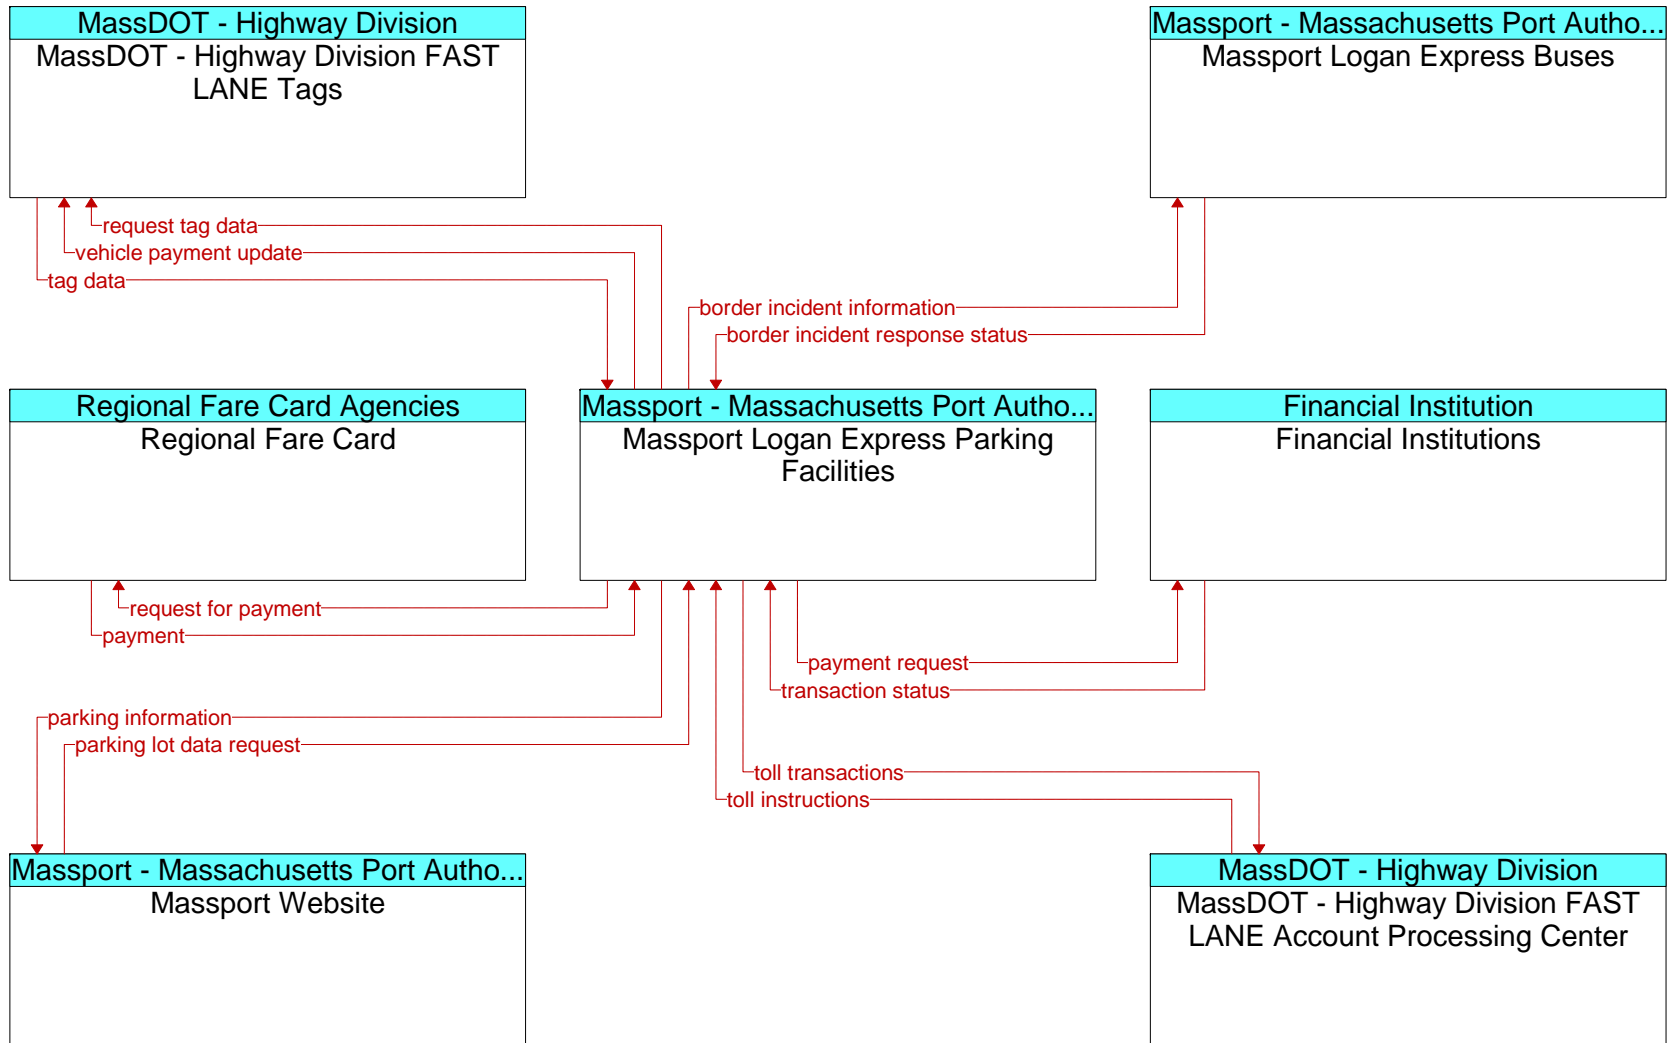 MassDOT - Highway Division
MassDOT - Highway Division FAST
LANE Tags
Massport - Massachusetts Port Autho...
Massport Logan Express Buses
request tag data
vehicle payment update
tag data
border incident information
border incident response status
Regional Fare Card Agencies
Regional Fare Card
Massport - Massachusetts Port Autho...
Massport Logan Express Parking
Facilities
Financial Institution
Financial Institutions
request for payment
payment
payment request
transaction status
parking information
parking lot data request
toll transactions
toll instructions
Massport - Massachusetts Port Autho...
Massport Website
MassDOT - Highway Division
MassDOT - Highway Division FAST
LANE Account Processing Center